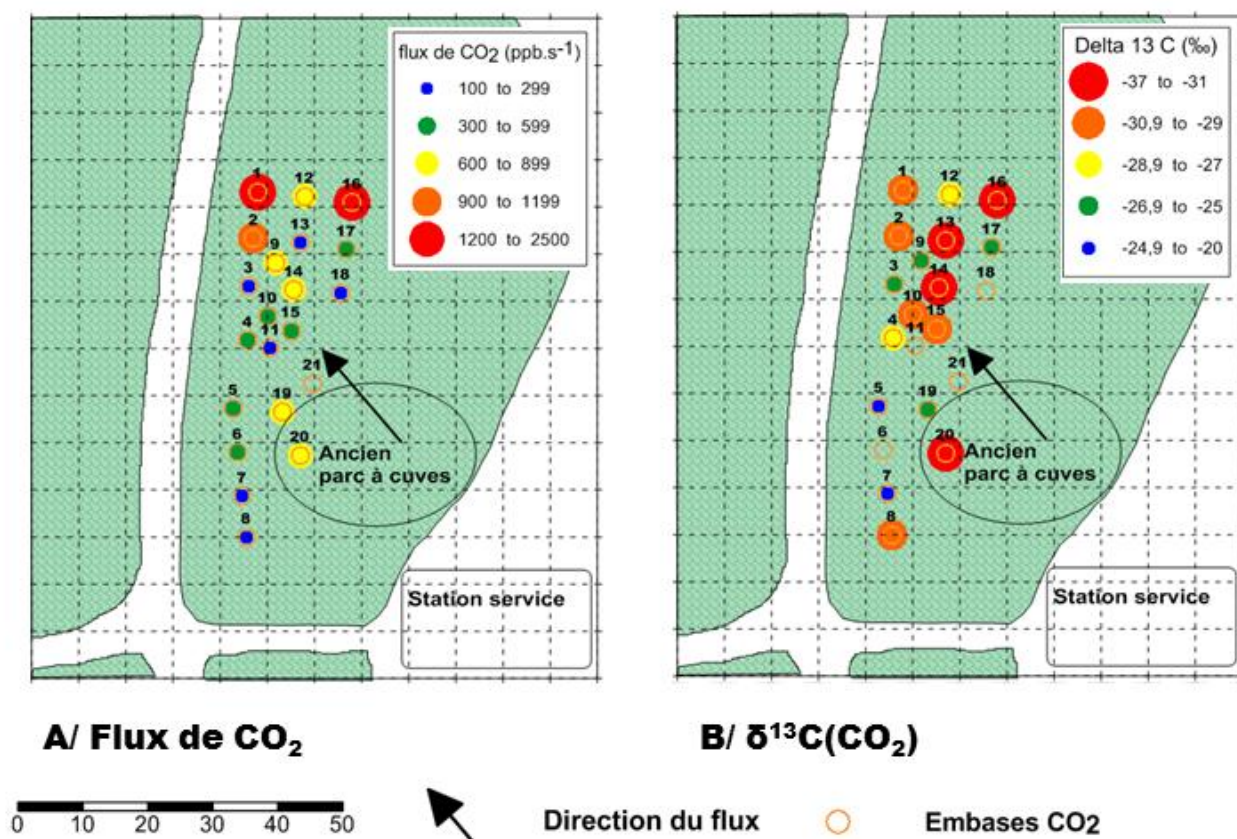 flux de CO₂ (ppb.s⁻¹)
100 to 299
300 to 599
600 to 899
900 to 1199
1200 to 2500
1
12
16
2
13
17
9
3
14
18
10
15
4
11
21
5
19
6
20
Ancien
parc à cuves
7
8
Station service
A/ Flux de CO₂
Delta 13 C (‰)
-37 to -31
-30,9 to -29
-28,9 to -27
-26,9 to -25
-24,9 to -20
1
12
16
2
13
17
9
3
14
18
10
15
4
11
21
5
19
6
20
Ancien
parc à cuves
7
8
Station service
B/ δ¹³C(CO₂)
0 10 20 30 40 50
Direction du flux
Embases CO₂